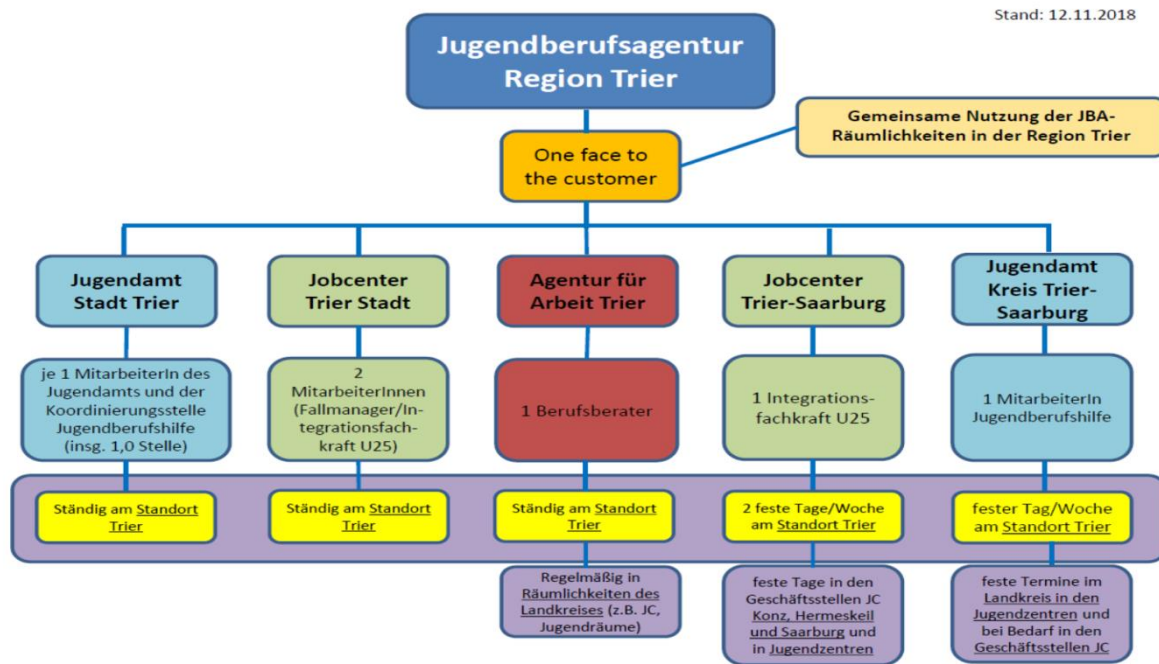 Stand: 12.11.2018
Jugendberufsagentur
Region Trier
Gemeinsame Nutzung der JBA-
Räumlichkeiten in der Region Trier
One face to
the customer
Jugendamt
Stadt Trier
Jobcenter
Trier Stadt
Agentur für
Arbeit Trier
Jobcenter
Trier-Saarburg
Jugendamt
Kreis Trier-
Saarburg
je 1 MitarbeiterIn des
Jugendamts und der
Koordinierungsstelle
Jugendberufshilfe
(insg. 1,0 Stelle)
2
MitarbeiterInnen
(Fallmanager/In-
tegrationsfach-
kraft U25)
1 Berufsberater
1 Integrations-
fachkraft U25
1 MitarbeiterIn
Jugendberufshilfe
Ständig am Standort
Trier
Ständig am Standort
Trier
Ständig am Standort
Trier
2 feste Tage/Woche
am Standort Trier
fester Tag/Woche
am Standort Trier
Regelmäßig in
Räumlichkeiten des
Landkreises (z.B. JC,
Jugendräume)
feste Tage in den
Geschäftsstellen JC
Konz, Hermeskeil
und Saarburg und
in Jugendzentren
feste Termine im
Landkreis in den
Jugendzentren und
bei Bedarf in den
Geschäftsstellen JC